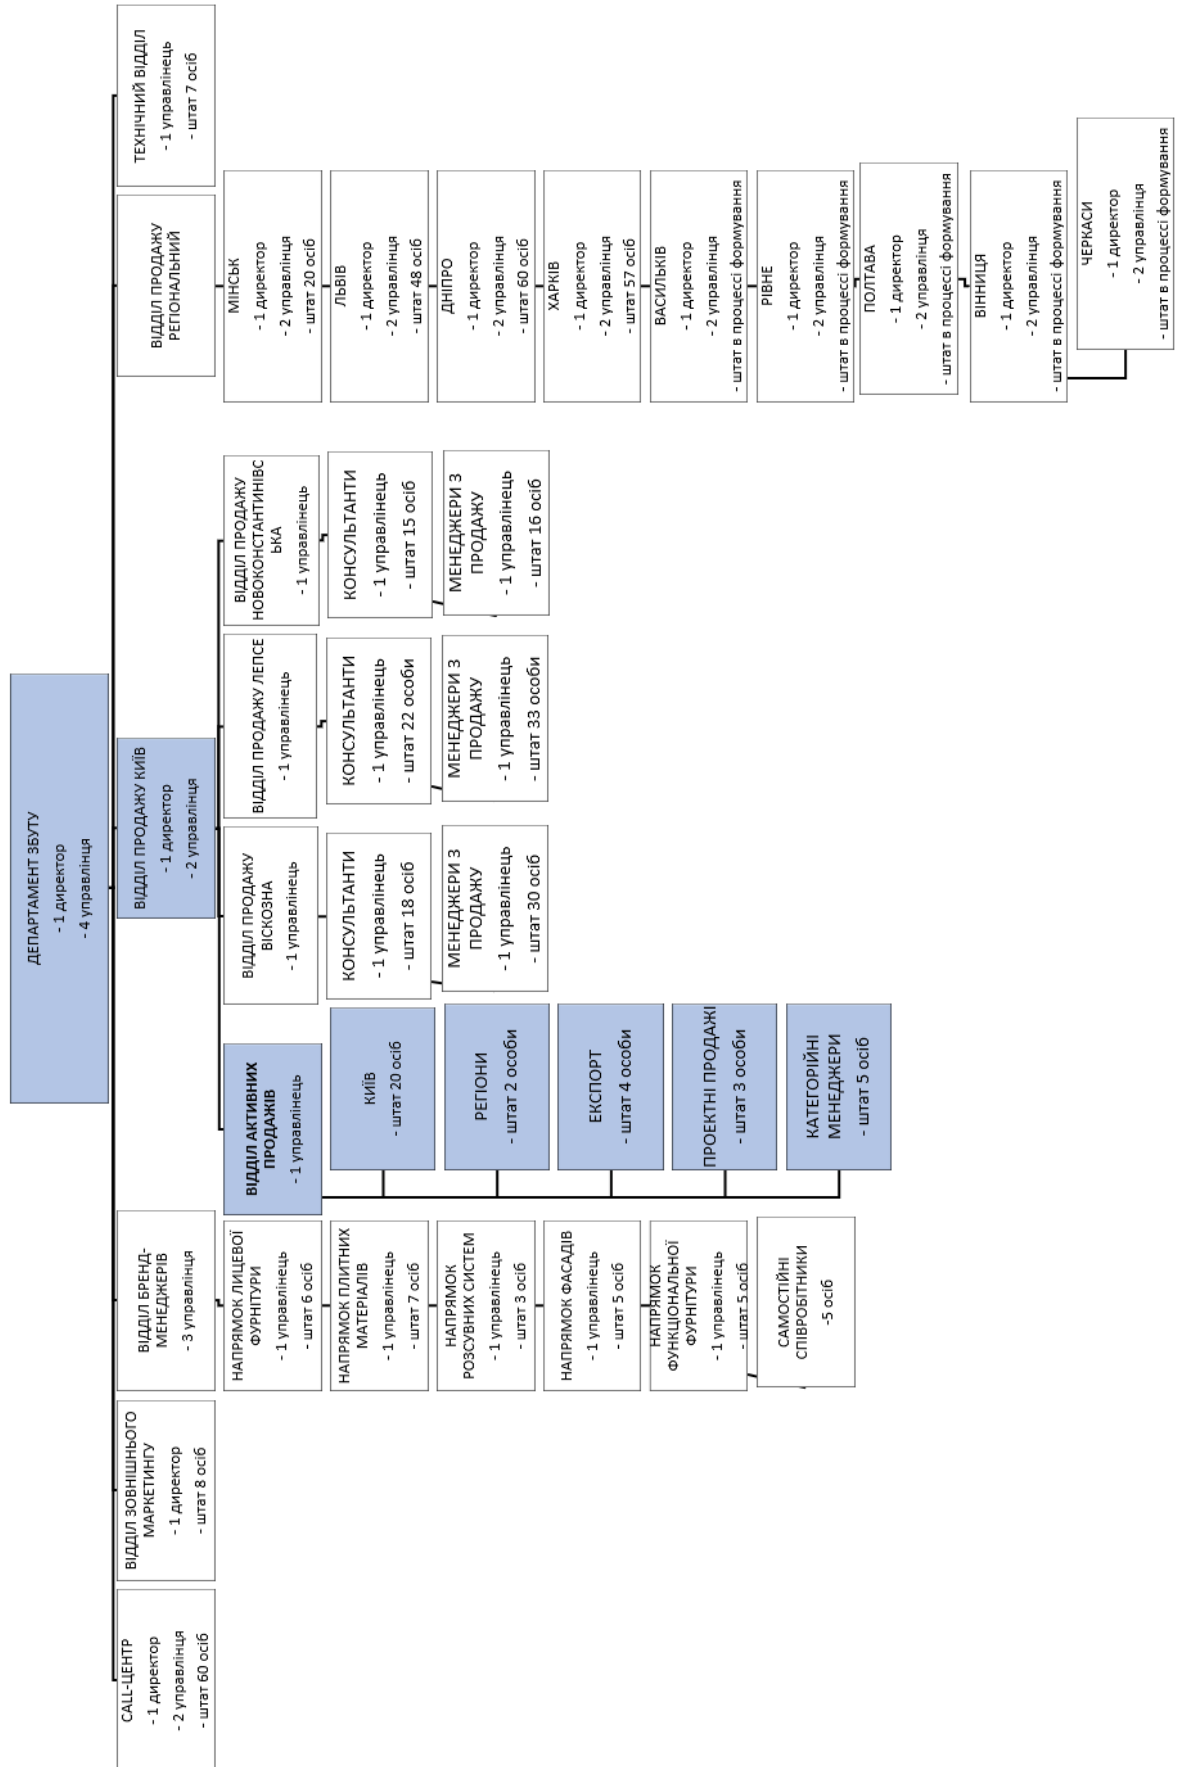 ДЕПАРТАМЕНТ ЗБУТУ
- 1 директор
- 4 управлінця
CALL-ЦЕНТР
- 1 директор
- 2 управлінця
- штат 60 осіб
ВІДДІЛ ЗОВНІШНЬОГО
МАРКЕТИНГУ
- 1 директор
- штат 8 осіб
ВІДДІЛ БРЕНД-
МЕНЕДЖЕРІВ
- 3 управлінця
НАПРЯМОК ЛИЦЕВОЇ
ФУРНІТУРИ
- 1 управлінець
- штат 6 осіб
НАПРЯМОК ПЛИТНИХ
МАТЕРІАЛІВ
- 1 управлінець
- штат 7 осіб
НАПРЯМОК
РОЗСУВНИХ СИСТЕМ
- 1 управлінець
- штат 3 осіб
НАПРЯМОК ФАСАДІВ
- 1 управлінець
- штат 5 осіб
НАПРЯМОК
ФУНКЦІОНАЛЬНОЇ
ФУРНІТУРИ
- 1 управлінець
- штат 5 осіб
САМОСТІЙНІ
СПІВРОБІТНИКИ
-5 осіб
ВІДДІЛ ПРОДАЖУ КИЇВ
- 1 директор
- 2 управлінця
ВІДДІЛ АКТИВНИХ
ПРОДАЖІВ
- 1 управлінець
КИЇВ
- штат 20 осіб
РЕГІОНИ
- штат 2 особи
ЕКСПОРТ
- штат 4 особи
ПРОЕКТНІ ПРОДАЖІ
- штат 3 особи
КАТЕГОРІЙНІ
МЕНЕДЖЕРИ
- штат 5 осіб
ВІДДІЛ ПРОДАЖУ
ВІСКОЗНА
- 1 управлінець
КОНСУЛЬТАНТИ
- 1 управлінець
- штат 18 осіб
МЕНЕДЖЕРИ З
ПРОДАЖУ
- 1 управлінець
- штат 30 осіб
ВІДДІЛ ПРОДАЖУ ЛЕПСЕ
- 1 управлінець
КОНСУЛЬТАНТИ
- 1 управлінець
- штат 22 особи
МЕНЕДЖЕРИ З
ПРОДАЖУ
- 1 управлінець
- штат 33 особи
ВІДДІЛ ПРОДАЖУ
НОВОКОНСТАНТИНІВС
ЬКА
- 1 управлінець
КОНСУЛЬТАНТИ
- 1 управлінець
- штат 15 осіб
МЕНЕДЖЕРИ З
ПРОДАЖУ
- 1 управлінець
- штат 16 осіб
ВІДДІЛ ПРОДАЖУ
РЕГІОНАЛЬНИЙ
МІНСЬК
- 1 директор
- 2 управлінця
- штат 20 осіб
ЛЬВІВ
- 1 директор
- 2 управлінця
- штат 48 осіб
ДНІПРО
- 1 директор
- 2 управлінця
- штат 60 осіб
ХАРКІВ
- 1 директор
- 2 управлінця
- штат 57 осіб
ВАСИЛЬКІВ
- 1 директор
- 2 управлінця
- штат в процессі формування
РІВНЕ
- 1 директор
- 2 управлінця
- штат в процессі формування
ПОЛТАВА
- 1 директор
- 2 управлінця
- штат в процессі формування
ВІННИЦЯ
- 1 директор
- 2 управлінця
- штат в процессі формування
ЧЕРКАСИ
- 1 директор
- 2 управлінця
- штат в процессі формування
ТЕХНІЧНИЙ ВІДДІЛ
- 1 управлінець
- штат 7 осіб